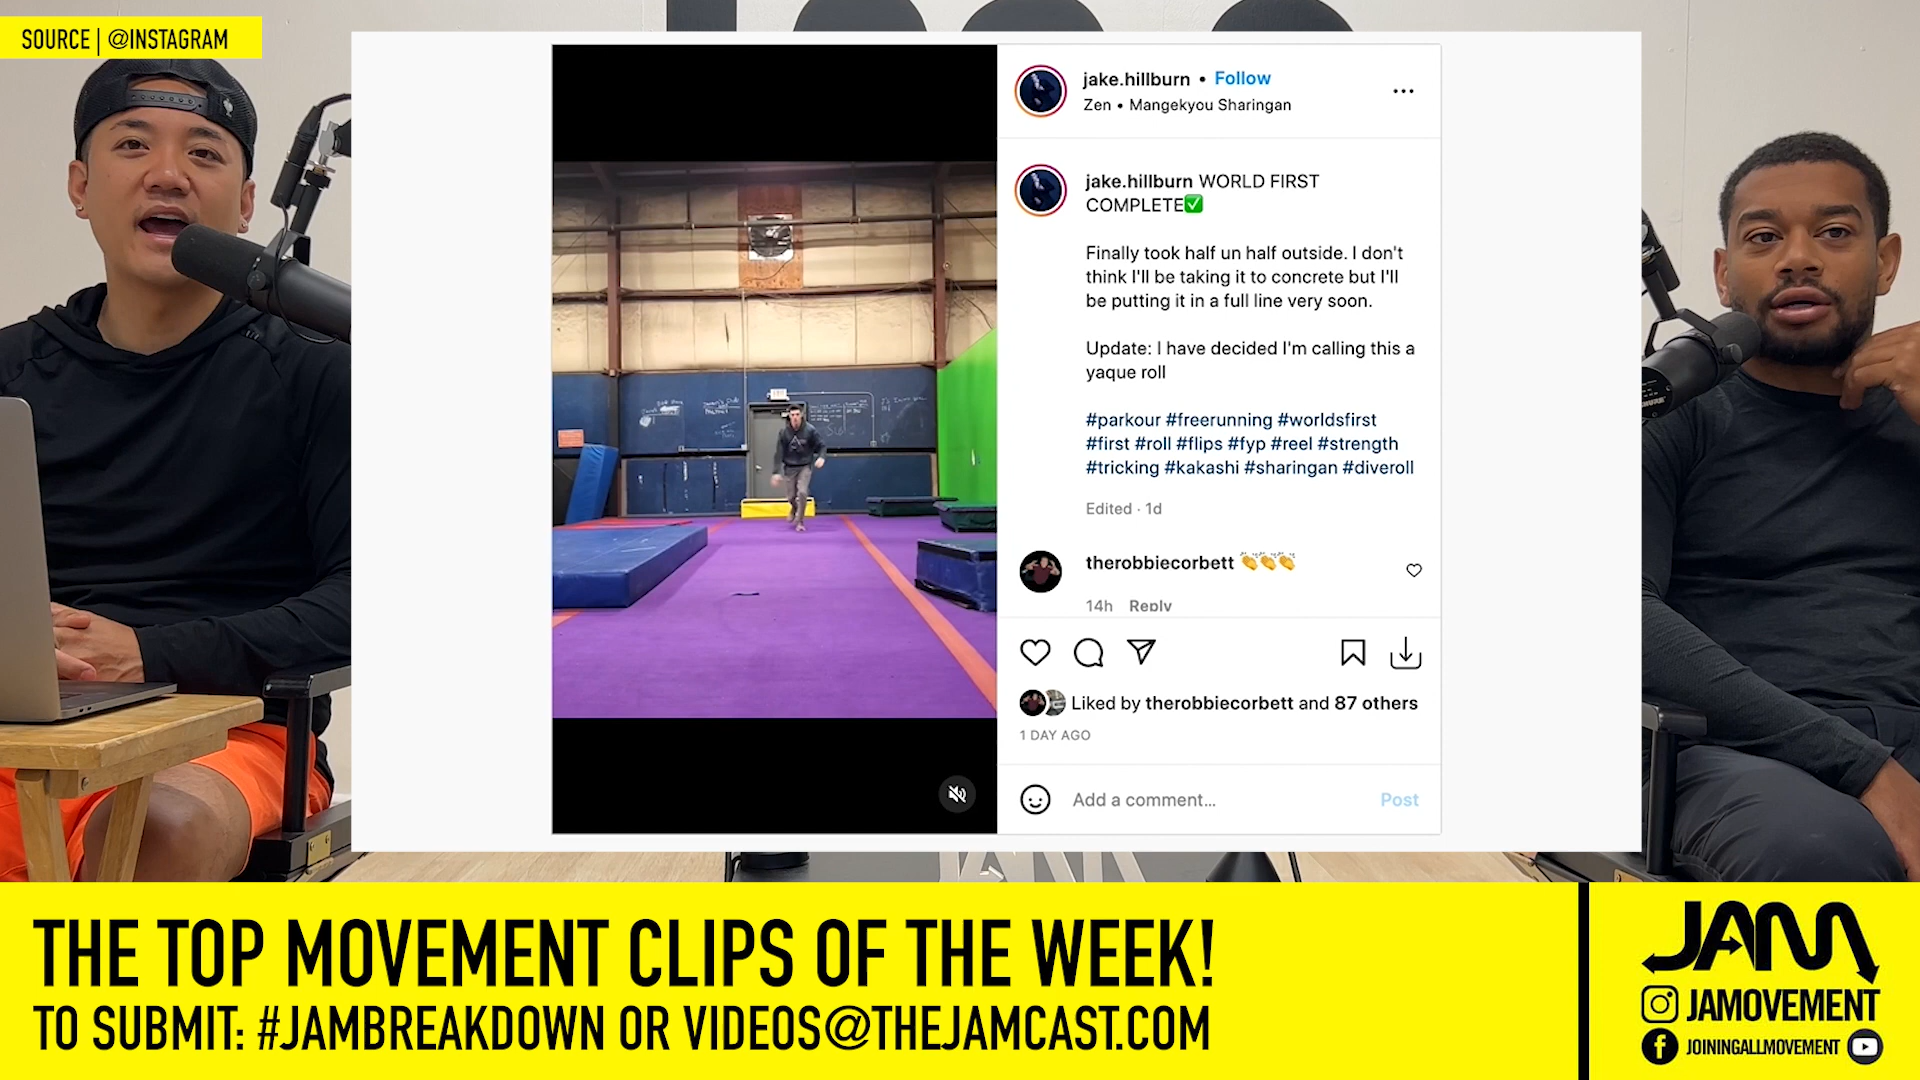 SOURCE | @INSTAGRAM
jake.hillburn • Follow
Zen • Mangekyou Sharingan
jake.hillburn WORLD FIRST
COMPLETE✅
Finally took half un half outside. I don't
think I'll be taking it to concrete but I'll
be putting it in a full line very soon.
Update: I have decided I'm calling this a
yaque roll
#parkour #freerunning #worldsfirst
#first #roll #flips #fyp #reel #strength
#tricking #kakashi #sharingan #diveroll
Edited · 1d
therobbiecorbett 👏👏👏
14h Reply
Liked by therobbiecorbett and 87 others
1 DAY AGO
Add a comment... Post
THE TOP MOVEMENT CLIPS OF THE WEEK!
TO SUBMIT: #JAMBREAKDOWN OR VIDEOS@THEJAMCAST.COM
JAM
JAMOVEMENT
JOININGALLMOVEMENT